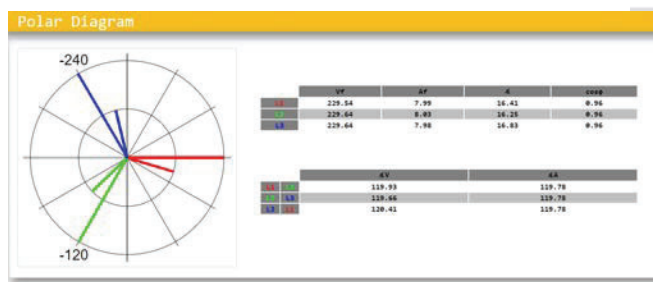 Polar Diagram
-240
-120
Vf Af ∡ cosφ
L1 229.54 7.99 16.41 0.96
L2 229.64 8.03 16.25 0.96
L3 229.64 7.98 16.83 0.96
∡V ∡A
L1 L2 119.93 119.78
L2 L3 119.66 119.78
L3 L1 120.41 119.78